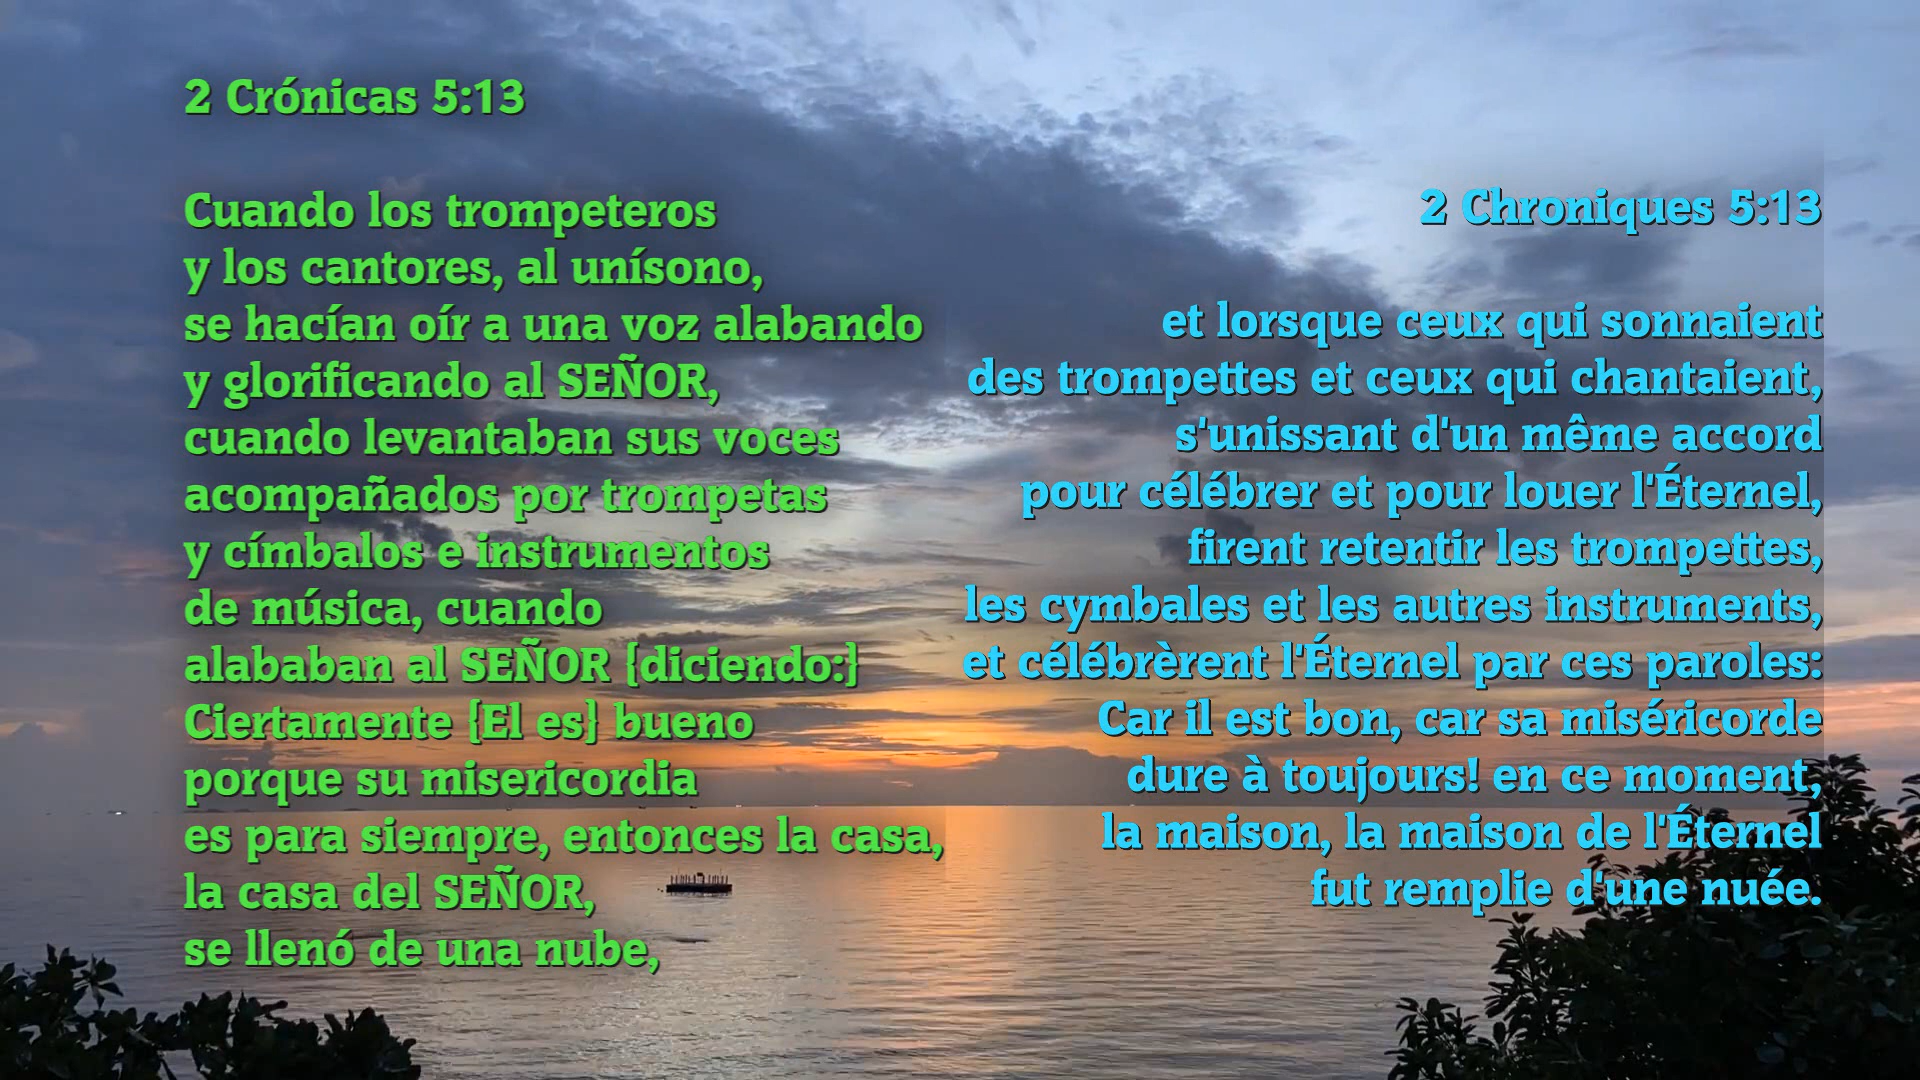 2 Crónicas 5:13
Cuando los trompeteros
y los cantores, al unísono,
se hacían oír a una voz alabando
y glorificando al SEÑOR,
cuando levantaban sus voces
acompañados por trompetas
y címbalos e instrumentos
de música, cuando
alababan al SEÑOR {diciendo:}
Ciertamente {El es} bueno
porque su misericordia
es para siempre, entonces la casa,
la casa del SEÑOR,
se llenó de una nube,
2 Chroniques 5:13
et lorsque ceux qui sonnaient
des trompettes et ceux qui chantaient,
s'unissant d'un même accord
pour célébrer et pour louer l'Éternel,
firent retentir les trompettes,
les cymbales et les autres instruments,
et célébrèrent l'Éternel par ces paroles:
Car il est bon, car sa miséricorde
dure à toujours! en ce moment,
la maison, la maison de l'Éternel
fut remplie d'une nuée.